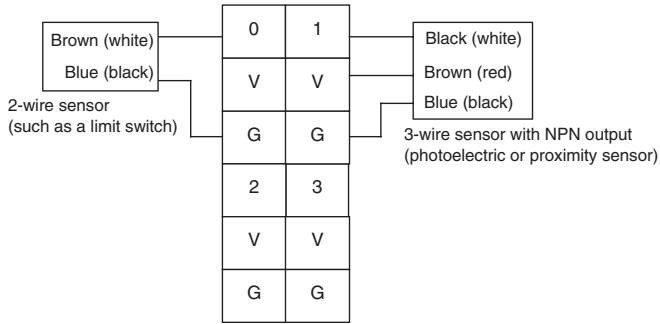 Brown (white)
Blue (black)
2-wire sensor
(such as a limit switch)
0 1
V V
G G
2 3
V V
G G
Black (white)
Brown (red)
Blue (black)
3-wire sensor with NPN output
(photoelectric or proximity sensor)